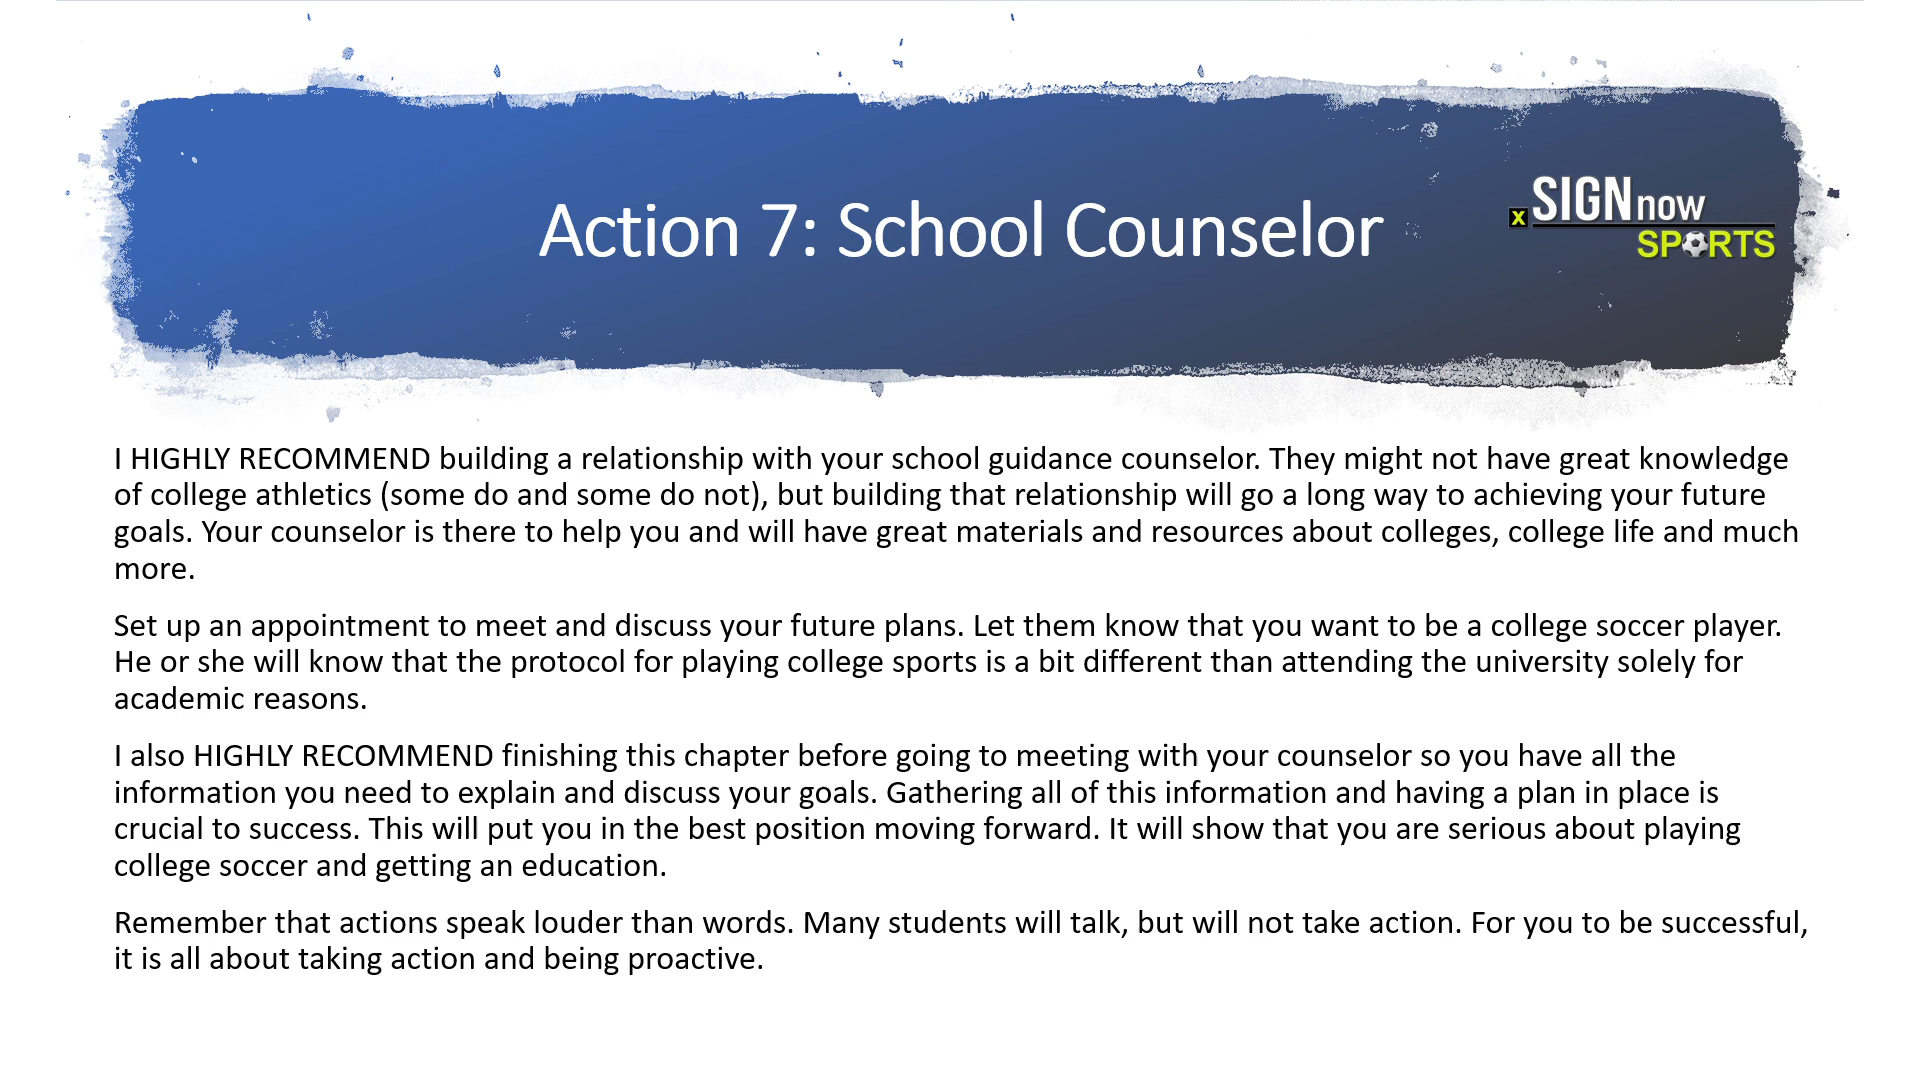 Action 7: School Counselor
x SIGNnow
SPORTS
I HIGHLY RECOMMEND building a relationship with your school guidance counselor. They might not have great knowledge
of college athletics (some do and some do not), but building that relationship will go a long way to achieving your future
goals. Your counselor is there to help you and will have great materials and resources about colleges, college life and much
more.
Set up an appointment to meet and discuss your future plans. Let them know that you want to be a college soccer player.
He or she will know that the protocol for playing college sports is a bit different than attending the university solely for
academic reasons.
I also HIGHLY RECOMMEND finishing this chapter before going to meeting with your counselor so you have all the
information you need to explain and discuss your goals. Gathering all of this information and having a plan in place is
crucial to success. This will put you in the best position moving forward. It will show that you are serious about playing
college soccer and getting an education.
Remember that actions speak louder than words. Many students will talk, but will not take action. For you to be successful,
it is all about taking action and being proactive.